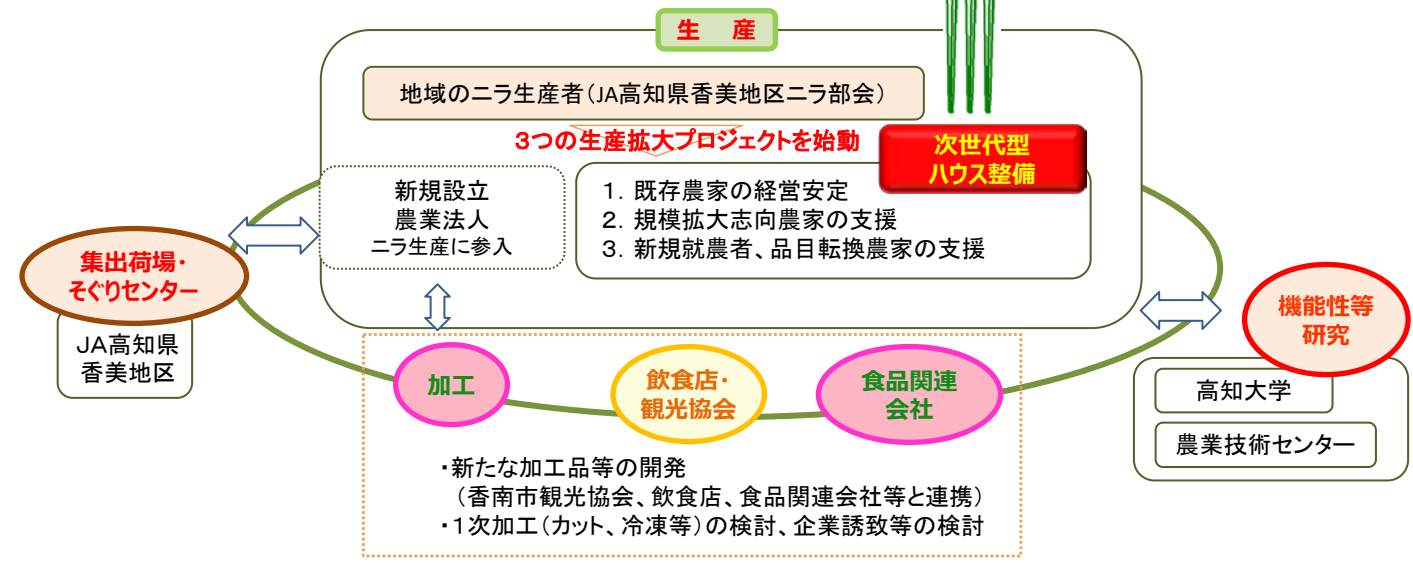 生　産
地域のニラ生産者（JA高知県香美地区ニラ部会）
３つの生産拡大プロジェクトを始動
次世代型
ハウス整備
新規設立
農業法人
ニラ生産に参入
１．既存農家の経営安定
２．規模拡大志向農家の支援
３．新規就農者、品目転換農家の支援
集出荷場・
そぐりセンター
JA高知県
香美地区
機能性等
研究
高知大学
農業技術センター
加工
飲食店・
観光協会
食品関連
会社
・新たな加工品等の開発
（香南市観光協会、飲食店、食品関連会社等と連携）
・１次加工（カット、冷凍等）の検討、企業誘致等の検討